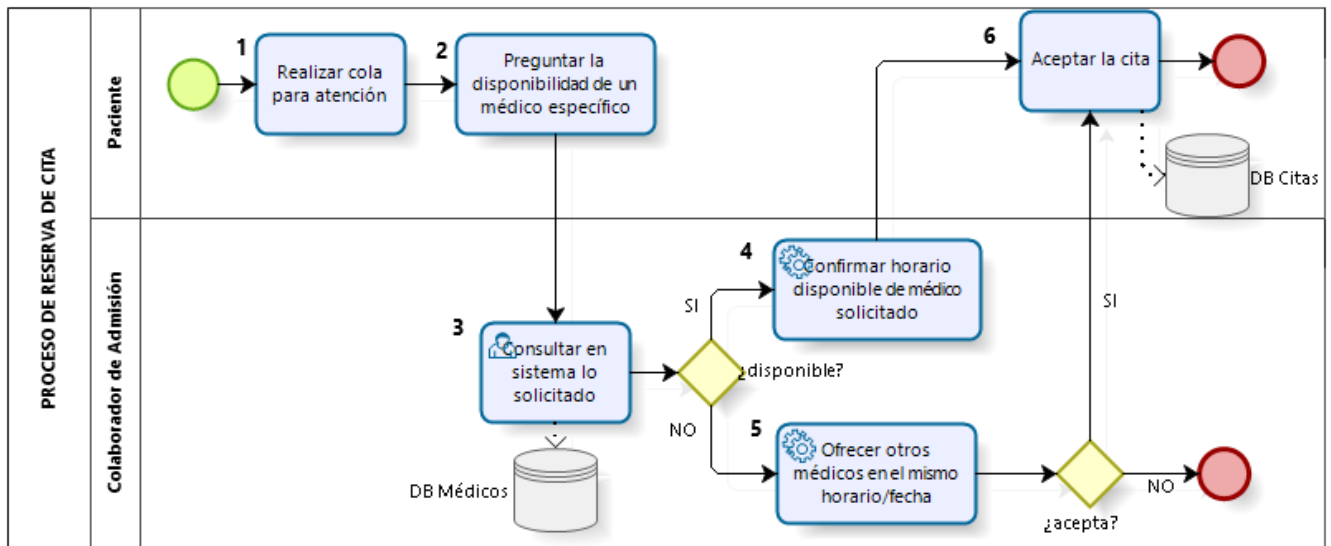 PROCESO DE RESERVA DE CITA
Paciente
1
Realizar cola
para atención
2
Preguntar la
disponibilidad de un
médico específico
6
Aceptar la cita
DB Citas
Colaborador de Admisión
3
Consultar en
sistema lo
solicitado
DB Médicos
¿disponible?
SI
4
Confirmar horario
disponible de médico
solicitado
NO
5
Ofrecer otros
médicos en el mismo
horario/fecha
¿acepta?
SI
NO